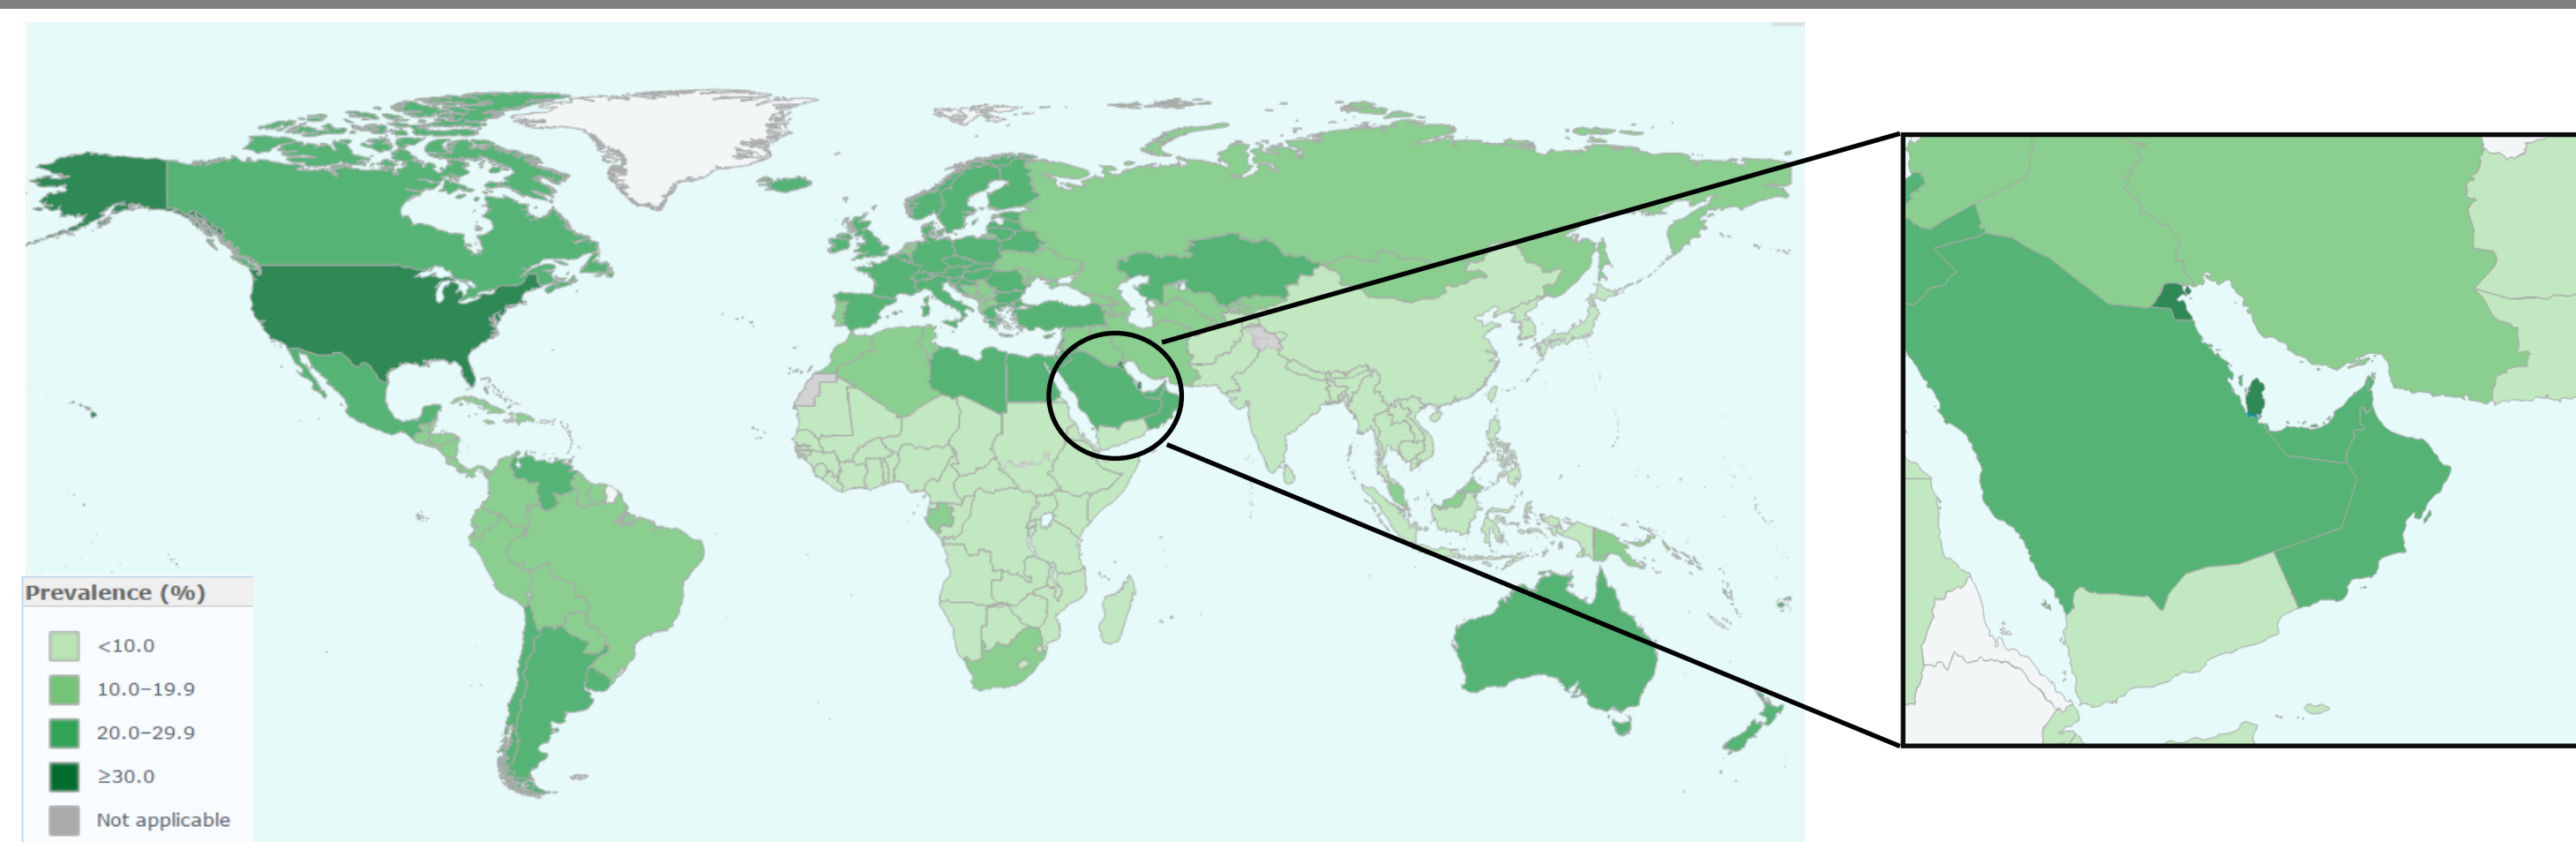 Prevalence (%)
<10.0
10.0–19.9
20.0–29.9
≥30.0
Not applicable